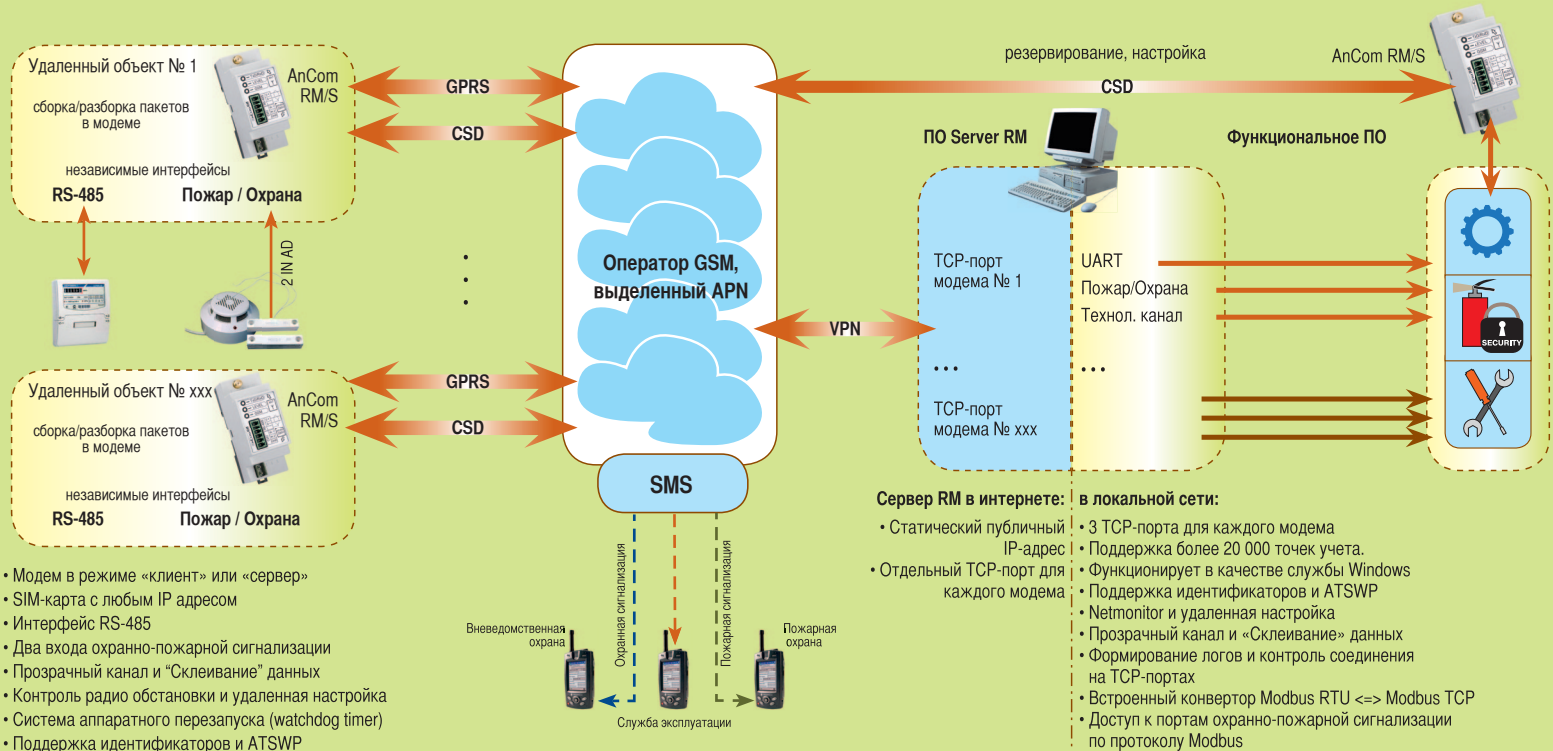 Удаленный объект № 1
AnCom
RM/S
сборка/разборка пакетов
в модеме
независимые интерфейсы
RS-485
Пожар / Охрана
2 IN AD
GPRS
CSD
Удаленный объект № xxx
AnCom
RM/S
сборка/разборка пакетов
в модеме
независимые интерфейсы
RS-485
Пожар / Охрана
GPRS
CSD
• Модем в режиме «клиент» или «сервер»
• SIM-карта с любым IP адресом
• Интерфейс RS-485
• Два входа охранно-пожарной сигнализации
• Прозрачный канал и “Склеивание” данных
• Контроль радио обстановки и удаленная настройка
• Система аппаратного перезапуска (watchdog timer)
• Поддержка идентификаторов и ATSWP
Оператор GSM,
выделенный APN
SMS
Охранная сигнализация
Пожарная сигнализация
Вневедомственная
охрана
Пожарная
охрана
Служба эксплуатации
резервирование, настройка
CSD
AnCom RM/S
VPN
ПО Server RM
Функциональное ПО
TCP-порт
модема № 1
...
TCP-порт
модема № xxx
UART
Пожар/Охрана
Технол. канал
...
SECURITY
Сервер RM в интернете:
• Статический публичный
IP-адрес
• Отдельный TCP-порт для
каждого модема
в локальной сети:
• 3 TCP-порта для каждого модема
• Поддержка более 20 000 точек учета.
• Функционирует в качестве службы Windows
• Поддержка идентификаторов и ATSWP
• Netmonitor и удаленная настройка
• Прозрачный канал и «Склеивание» данных
• Формирование логов и контроль соединения
на TCP-портах
• Встроенный конвертор Modbus RTU <=> Modbus TCP
• Доступ к портам охранно-пожарной сигнализации
по протоколу Modbus